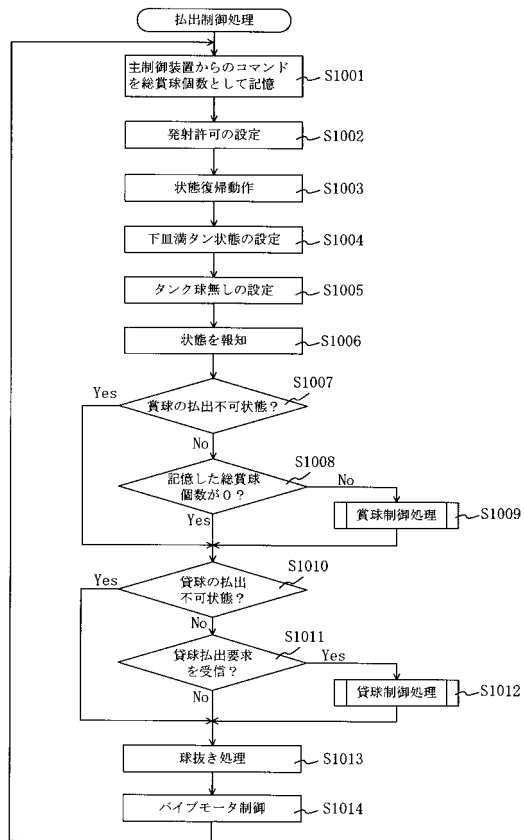 払出制御処理
主制御装置からのコマンド
を総賞球個数として記憶
S1001
発射許可の設定
S1002
状態復帰動作
S1003
下皿満タン状態の設定
S1004
タンク球無しの設定
S1005
状態を報知
S1006
S1007
Yes
賞球の払出不可状態？
No
S1008
記憶した総賞球
個数が０？
No
Yes
賞球制御処理
S1009
S1010
Yes
貸球の払出
不可状態？
No
S1011
貸球払出要求
を受信？
Yes
No
貸球制御処理
S1012
球抜き処理
S1013
バイブモータ制御
S1014